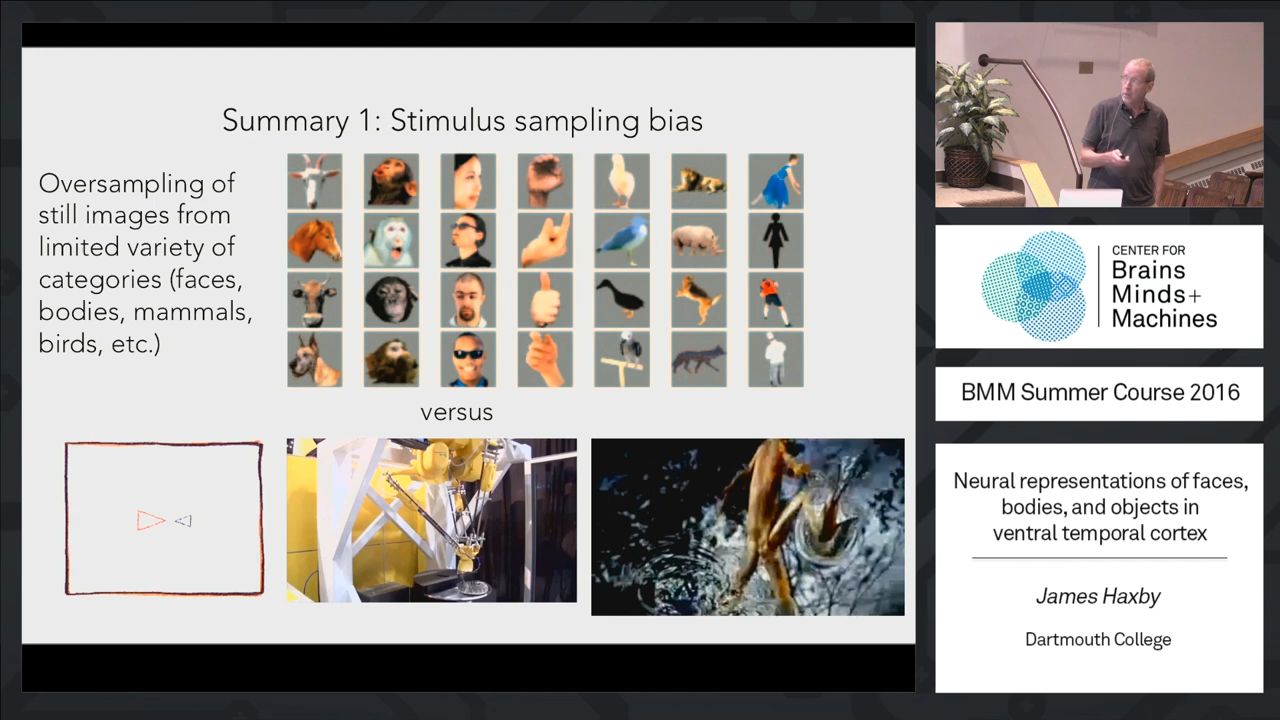 Summary 1: Stimulus sampling bias
Oversampling of
still images from
limited variety of
categories (faces,
bodies, mammals,
birds, etc.)
versus
CENTER FOR
Brains
Minds+
Machines
BMM Summer Course 2016
Neural representations of faces,
bodies, and objects in
ventral temporal cortex
James Haxby
Dartmouth College